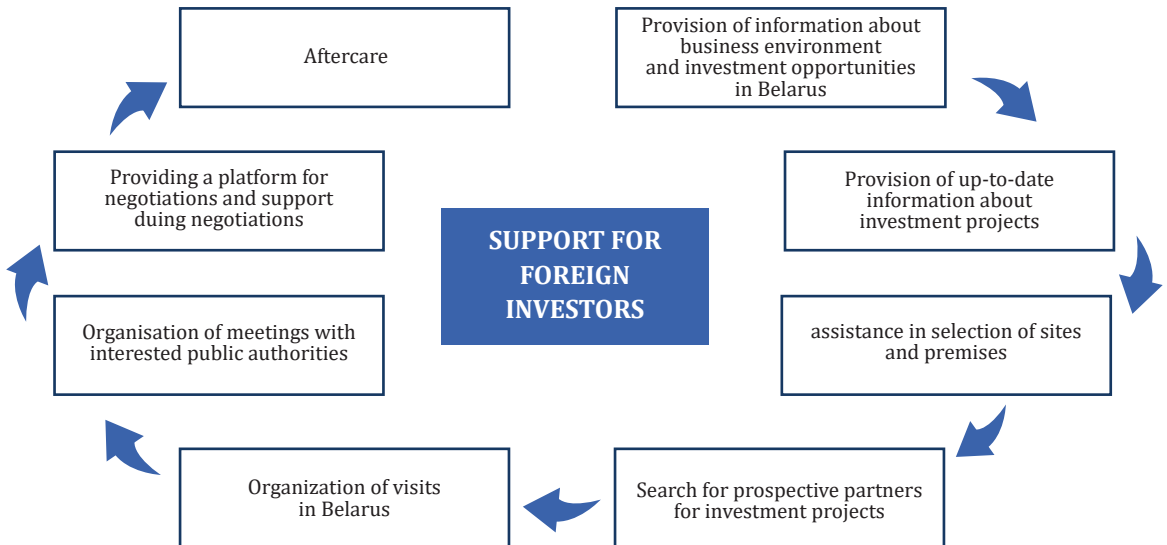 Aftercare
Provision of information about
business environment
and investment opportunities
in Belarus
Providing a platform for
negotiations and support
duing negotiations
Provision of up-to-date
information about
investment projects
SUPPORT FOR
FOREIGN
INVESTORS
Organisation of meetings with
interested public authorities
assistance in selection of sites
and premises
Organization of visits
in Belarus
Search for prospective partners
for investment projects